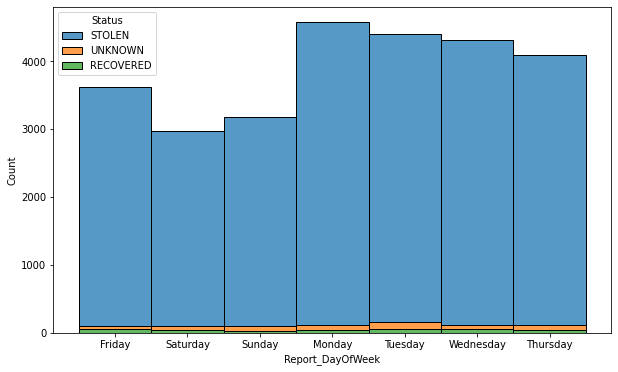 Status
STOLEN
UNKNOWN
RECOVERED
Count
4000
3000
2000
1000
0
Friday Saturday Sunday Monday Tuesday Wednesday Thursday
Report_DayOfWeek